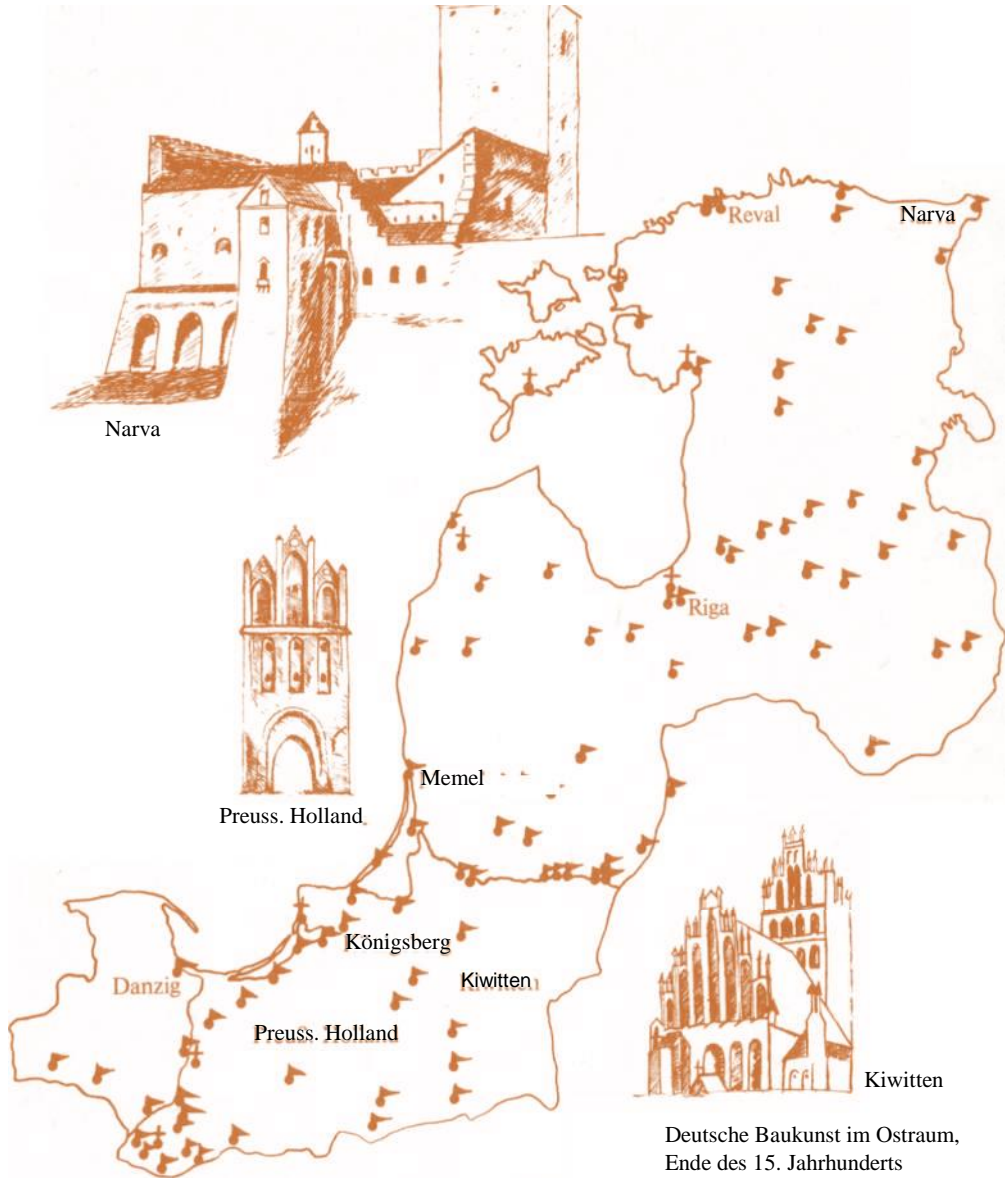 Reval
Narva
Narva
Riga
Memel
Preuss. Holland
Königsberg
Danzig
Kiwitten
Preuss. Holland
Kiwitten
Deutsche Baukunst im Ostraum,
Ende des 15. Jahrhunderts